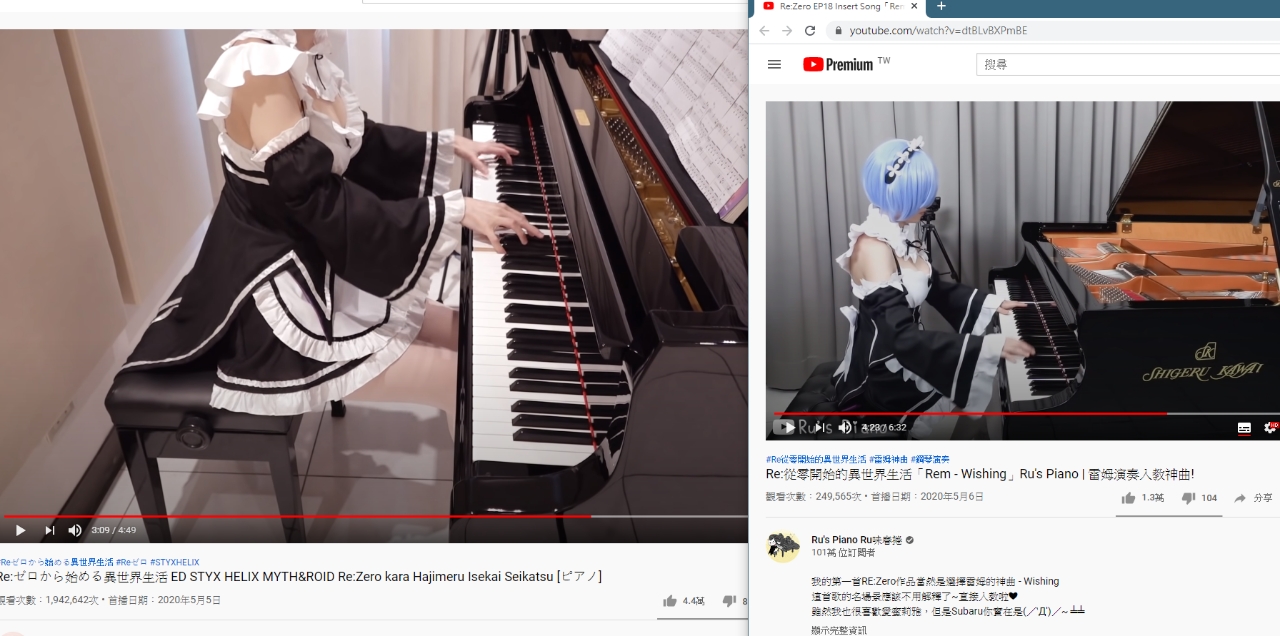 3:09 / 4:49
#Reゼロから始める異世界生活 #Reゼロ #STYXHELIX
Re:ゼロから始める異世界生活 ED STYX HELIX MYTH&ROID Re:Zero kara Hajimeru Isekai Seikatsu [ピアノ]
觀看次數：1,942,642次 • 首播日期：2020年5月5日
4.4萬
8
Re:Zero EP18 Insert Song「Rem
youtube.com/watch?v=dtBLvBXPmBE
Premium TW
搜尋
SK
SHIGERU KAWAI
Ru's Piano
4:23 / 6:32
HD
#Re從零開始的異世界生活 #雷姆神曲 #鋼琴演奏
Re:從零開始的異世界生活「Rem - Wishing」Ru's Piano | 雷姆演奏入教神曲!
觀看次數：249,565次 • 首播日期：2020年5月6日
1.3萬
104
分享
Ru's Piano Ru味春捲
101萬 位訂閱者
我的第一首RE:Zero作品當然是選擇雷姆的神曲 - Wishing
這首歌的名場景應該不用解釋了~直接入教啦♥
雖然我也很喜歡愛蜜莉雅，但是Subaru你實在是(╱'Д')╱~ ╧╧
顯示完整資訊